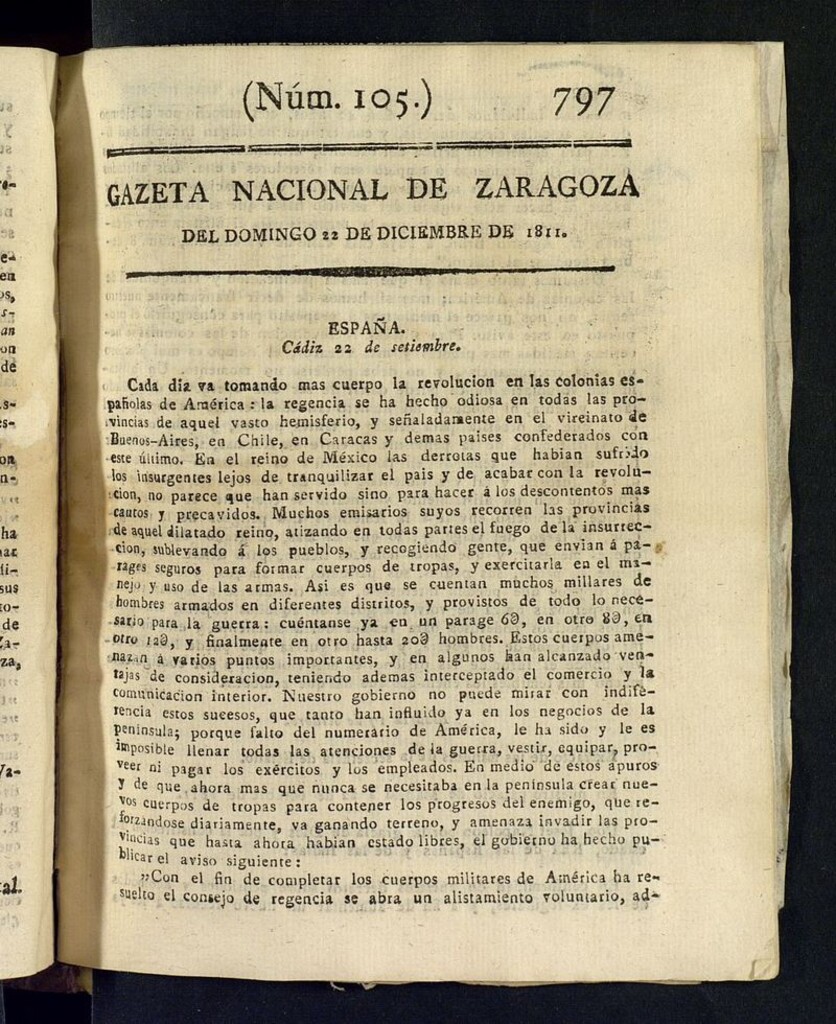 (Núm. 105.) 797
GAZETA NACIONAL DE ZARAGOZA
DEL DOMINGO 22 DE DICIEMBRE DE 1811.
ESPAÑA.
Cádiz 22 de setiembre.
Cada dia va tomando mas cuerpo la revolucion en las colonias es-
pañolas de América : la regencia se ha hecho odiosa en todas las pro-
vincias de aquel vasto hemisferio, y señaladamente en el vireinato de
Buenos-Aires, en Chile, en Caracas y demas paises confederados con
este último. En el reino de México las derrotas que habian sufrido
los insurgentes lejos de tranquilizar el pais y de acabar con la revolu-
cion, no parece que han servido sino para hacer á los descontentos mas
cautos y precavidos. Muchos emisarios suyos recorren las provincias
de aquel dilatado reino, atizando en todas partes el fuego de la insurrec-
cion, sublevando á los pueblos, y recogiendo gente, que envian á pa-
rages seguros para formar cuerpos de tropas, y exercitarla en el ma-
nejo y uso de las armas. Asi es que se cuentan muchos millares de
hombres armados en diferentes distritos, y provistos de todo lo nece-
sario para la guerra : cuéntanse ya en un parage 6∂, en otro 8∂, en
otro 12∂, y finalmente en otro hasta 20∂ hombres. Estos cuerpos ame-
nazan á varios puntos importantes, y en algunos han alcanzado ven-
tajas de consideracion, teniendo ademas interceptado el comercio y la
comunicacion interior. Nuestro gobierno no puede mirar con indife-
rencia estos sucesos, que tanto han influido ya en los negocios de la
península; porque falto del numerario de América, le ha sido y le es
imposible llenar todas las atenciones de la guerra, vestir, equipar, pro-
veer ni pagar los exércitos y los empleados. En medio de estos apuros
y de que ahora mas que nunca se necesitaba en la península crear nue-
vos cuerpos de tropas para contener los progresos del enemigo, que re-
forzándose diariamente, va ganando terreno, y amenaza invadir las pro-
vincias que hasta ahora habian estado libres, el gobierno ha hecho pu-
blicar el aviso siguiente :
„Con el fin de completar los cuerpos militares de América ha re-
suelto el consejo de regencia se abra un alistamiento voluntario, ad-